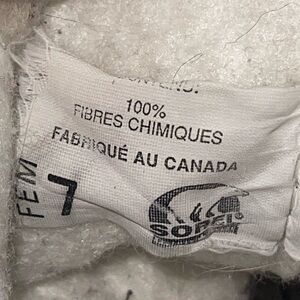 100%
FIBRES CHIMIQUES
FABRIQUÉ AU CANADA
FEM 7
SOREL